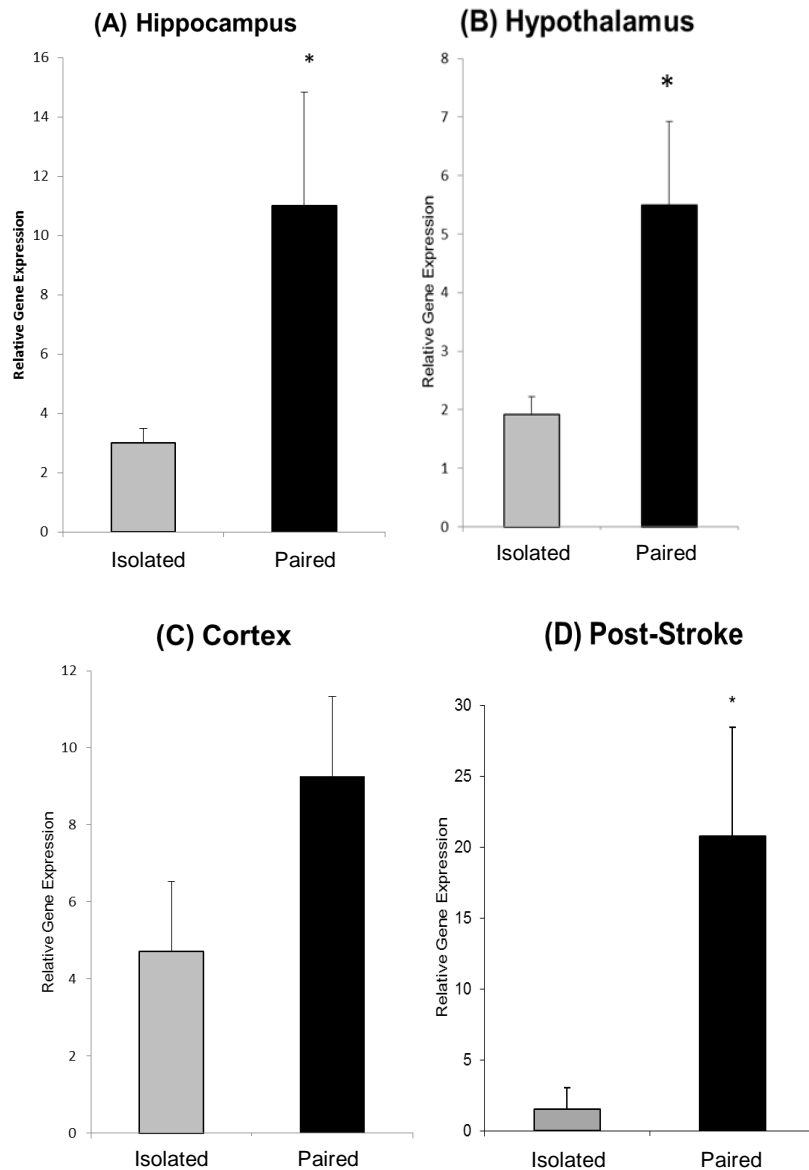 (A) Hippocampus
*
16
14
12
10
8
6
4
2
0
Relative Gene Expression
Isolated Paired
(B) Hypothalamus
*
8
7
6
5
4
3
2
1
0
Relative Gene Expression
Isolated Paired
(C) Cortex
12
10
8
6
4
2
0
Relative Gene Expression
Isolated Paired
(D) Post-Stroke
*
30
25
20
15
10
5
0
Relative Gene Expression
Isolated Paired